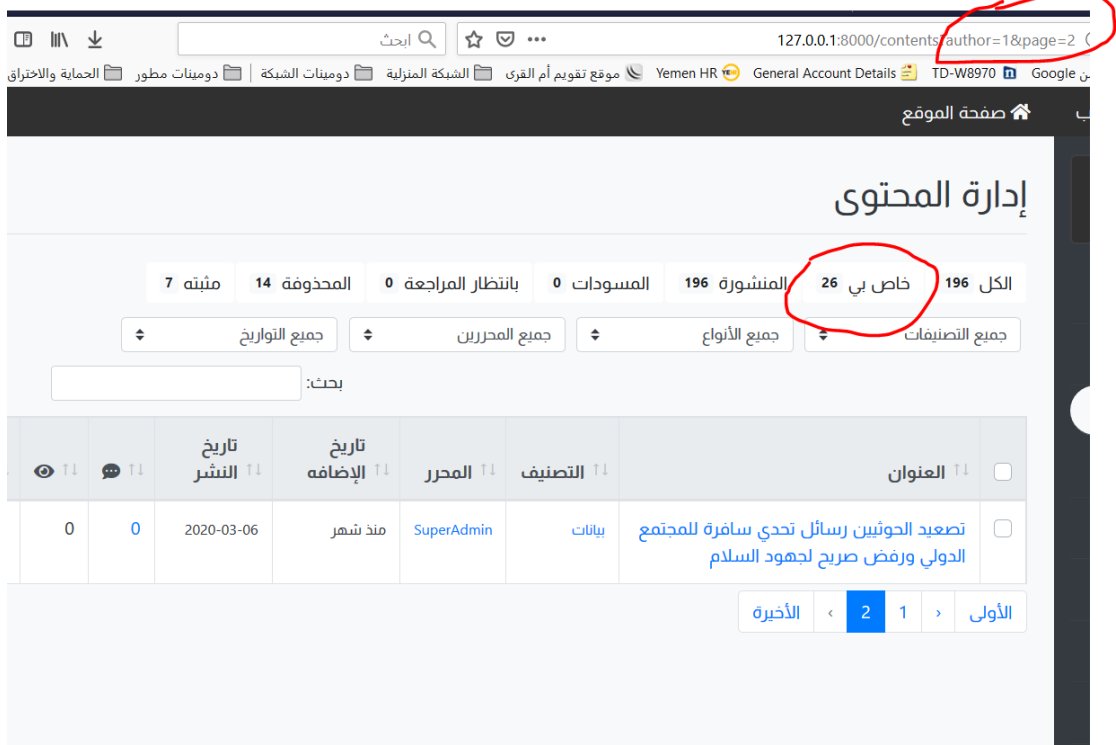 ابحث
127.0.0.1:8000/contents?author=1&page=2
Google TD-W8970 General Account Details Yemen HR موقع تقويم أم القرى الشبكة المنزلية دومينات الشبكة دومينات مطور الحماية والاختراق
صفحة الموقع
إدارة المحتوى
الكل 196 خاص بي 26 المنشورة 196 المسودات 0 بانتظار المراجعة 0 المحذوفة 14 مثبته 7
جميع التصنيفات جميع الأنواع جميع المحررين جميع التواريخ
بحث:
العنوان التصنيف المحرر تاريخ الإضافه تاريخ النشر
تصعيد الحوثيين رسائل تحدي سافرة للمجتمع
الدولي ورفض صريح لجهود السلام
بيانات SuperAdmin منذ شهر 2020-03-06 0 0
الأولى ‹ 1 2 › الأخيرة